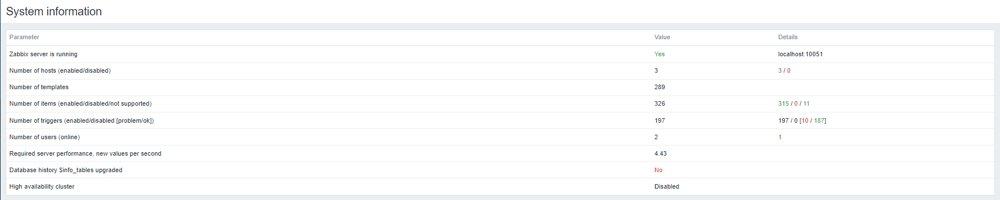 System information
Parameter Value Details
Zabbix server is running Yes localhost:10051
Number of hosts (enabled/disabled) 3 3 / 0
Number of templates 289
Number of items (enabled/disabled/not supported) 326 315 / 0 / 11
Number of triggers (enabled/disabled [problem/ok]) 197 197 / 0 [10 / 187]
Number of users (online) 2 1
Required server performance, new values per second 4.43
Database history $info_tables upgraded No
High availability cluster Disabled